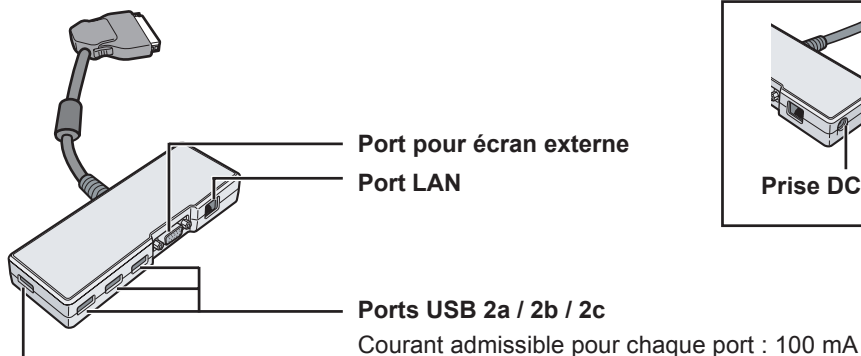 Port pour écran externe
Port LAN
Prise DC
Ports USB 2a / 2b / 2c
Courant admissible pour chaque port : 100 mA